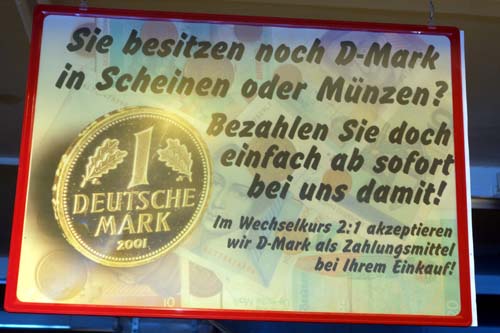 Sie besitzen noch D-Mark
in Scheinen oder Münzen?
Bezahlen Sie doch
einfach ab sofort
bei uns damit!
1
DEUTSCHE
MARK
2001
Im Wechselkurs 2:1 akzeptieren
wir D-Mark als Zahlungsmittel
bei Ihrem Einkauf!